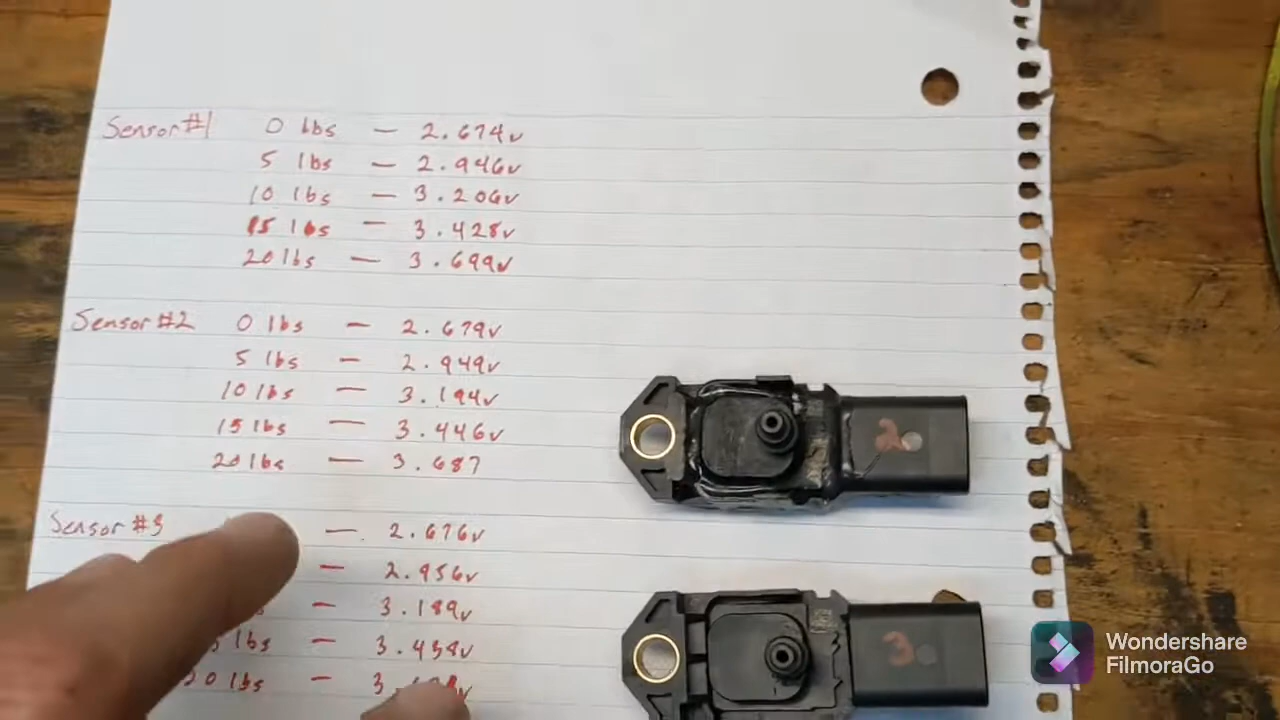 Sensor #1 0 lbs — 2.674v
5 lbs — 2.946v
10 lbs — 3.206v
15 lbs — 3.428v
20 lbs — 3.699v
Sensor #2 0 lbs — 2.679v
5 lbs — 2.949v
10 lbs — 3.194v
15 lbs — 3.446v
20 lbs — 3.687
2
Sensor #3 — 2.676v
— 2.956v
— 3.189v
lbs — 3.438v
lbs —
3
Wondershare
FilmoraGo